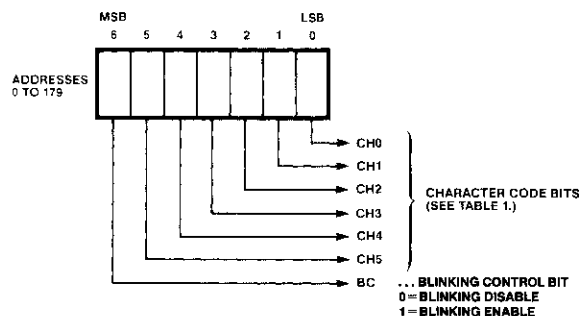 MSB LSB
6 5 4 3 2 1 0
ADDRESSES
0 TO 179
CH0
CH1
CH2
CH3
CH4
CH5
CHARACTER CODE BITS
(SEE TABLE 1.)
BC ... BLINKING CONTROL BIT
0=BLINKING DISABLE
1=BLINKING ENABLE